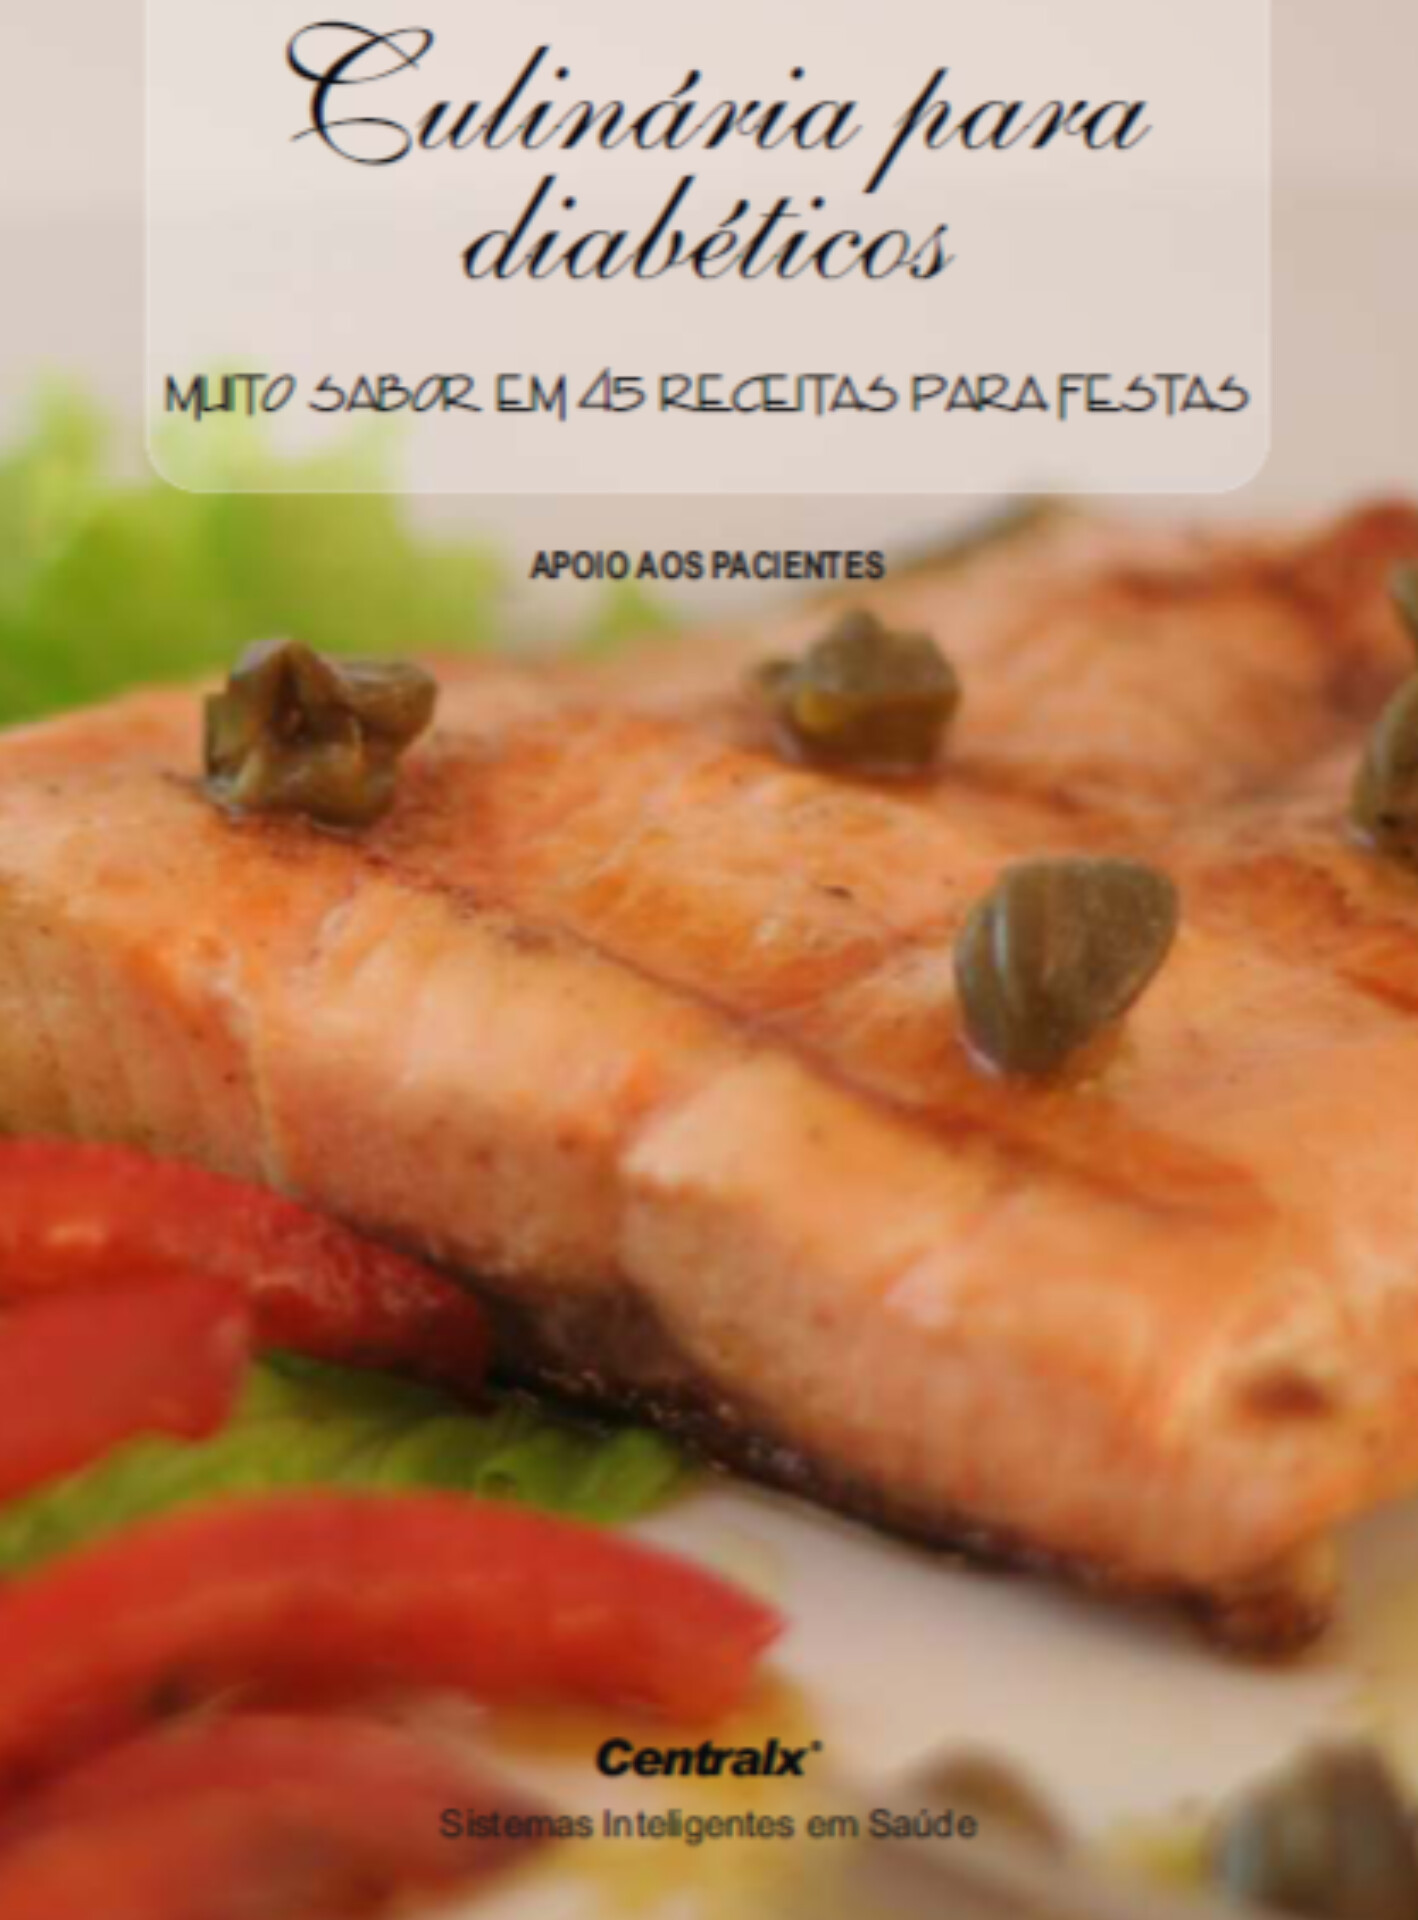 Culinária para
diabéticos
MUITO SABOR EM 45 RECEITAS PARA FESTAS
APOIO AOS PACIENTES
Centralx®
Sistemas Inteligentes em Saúde